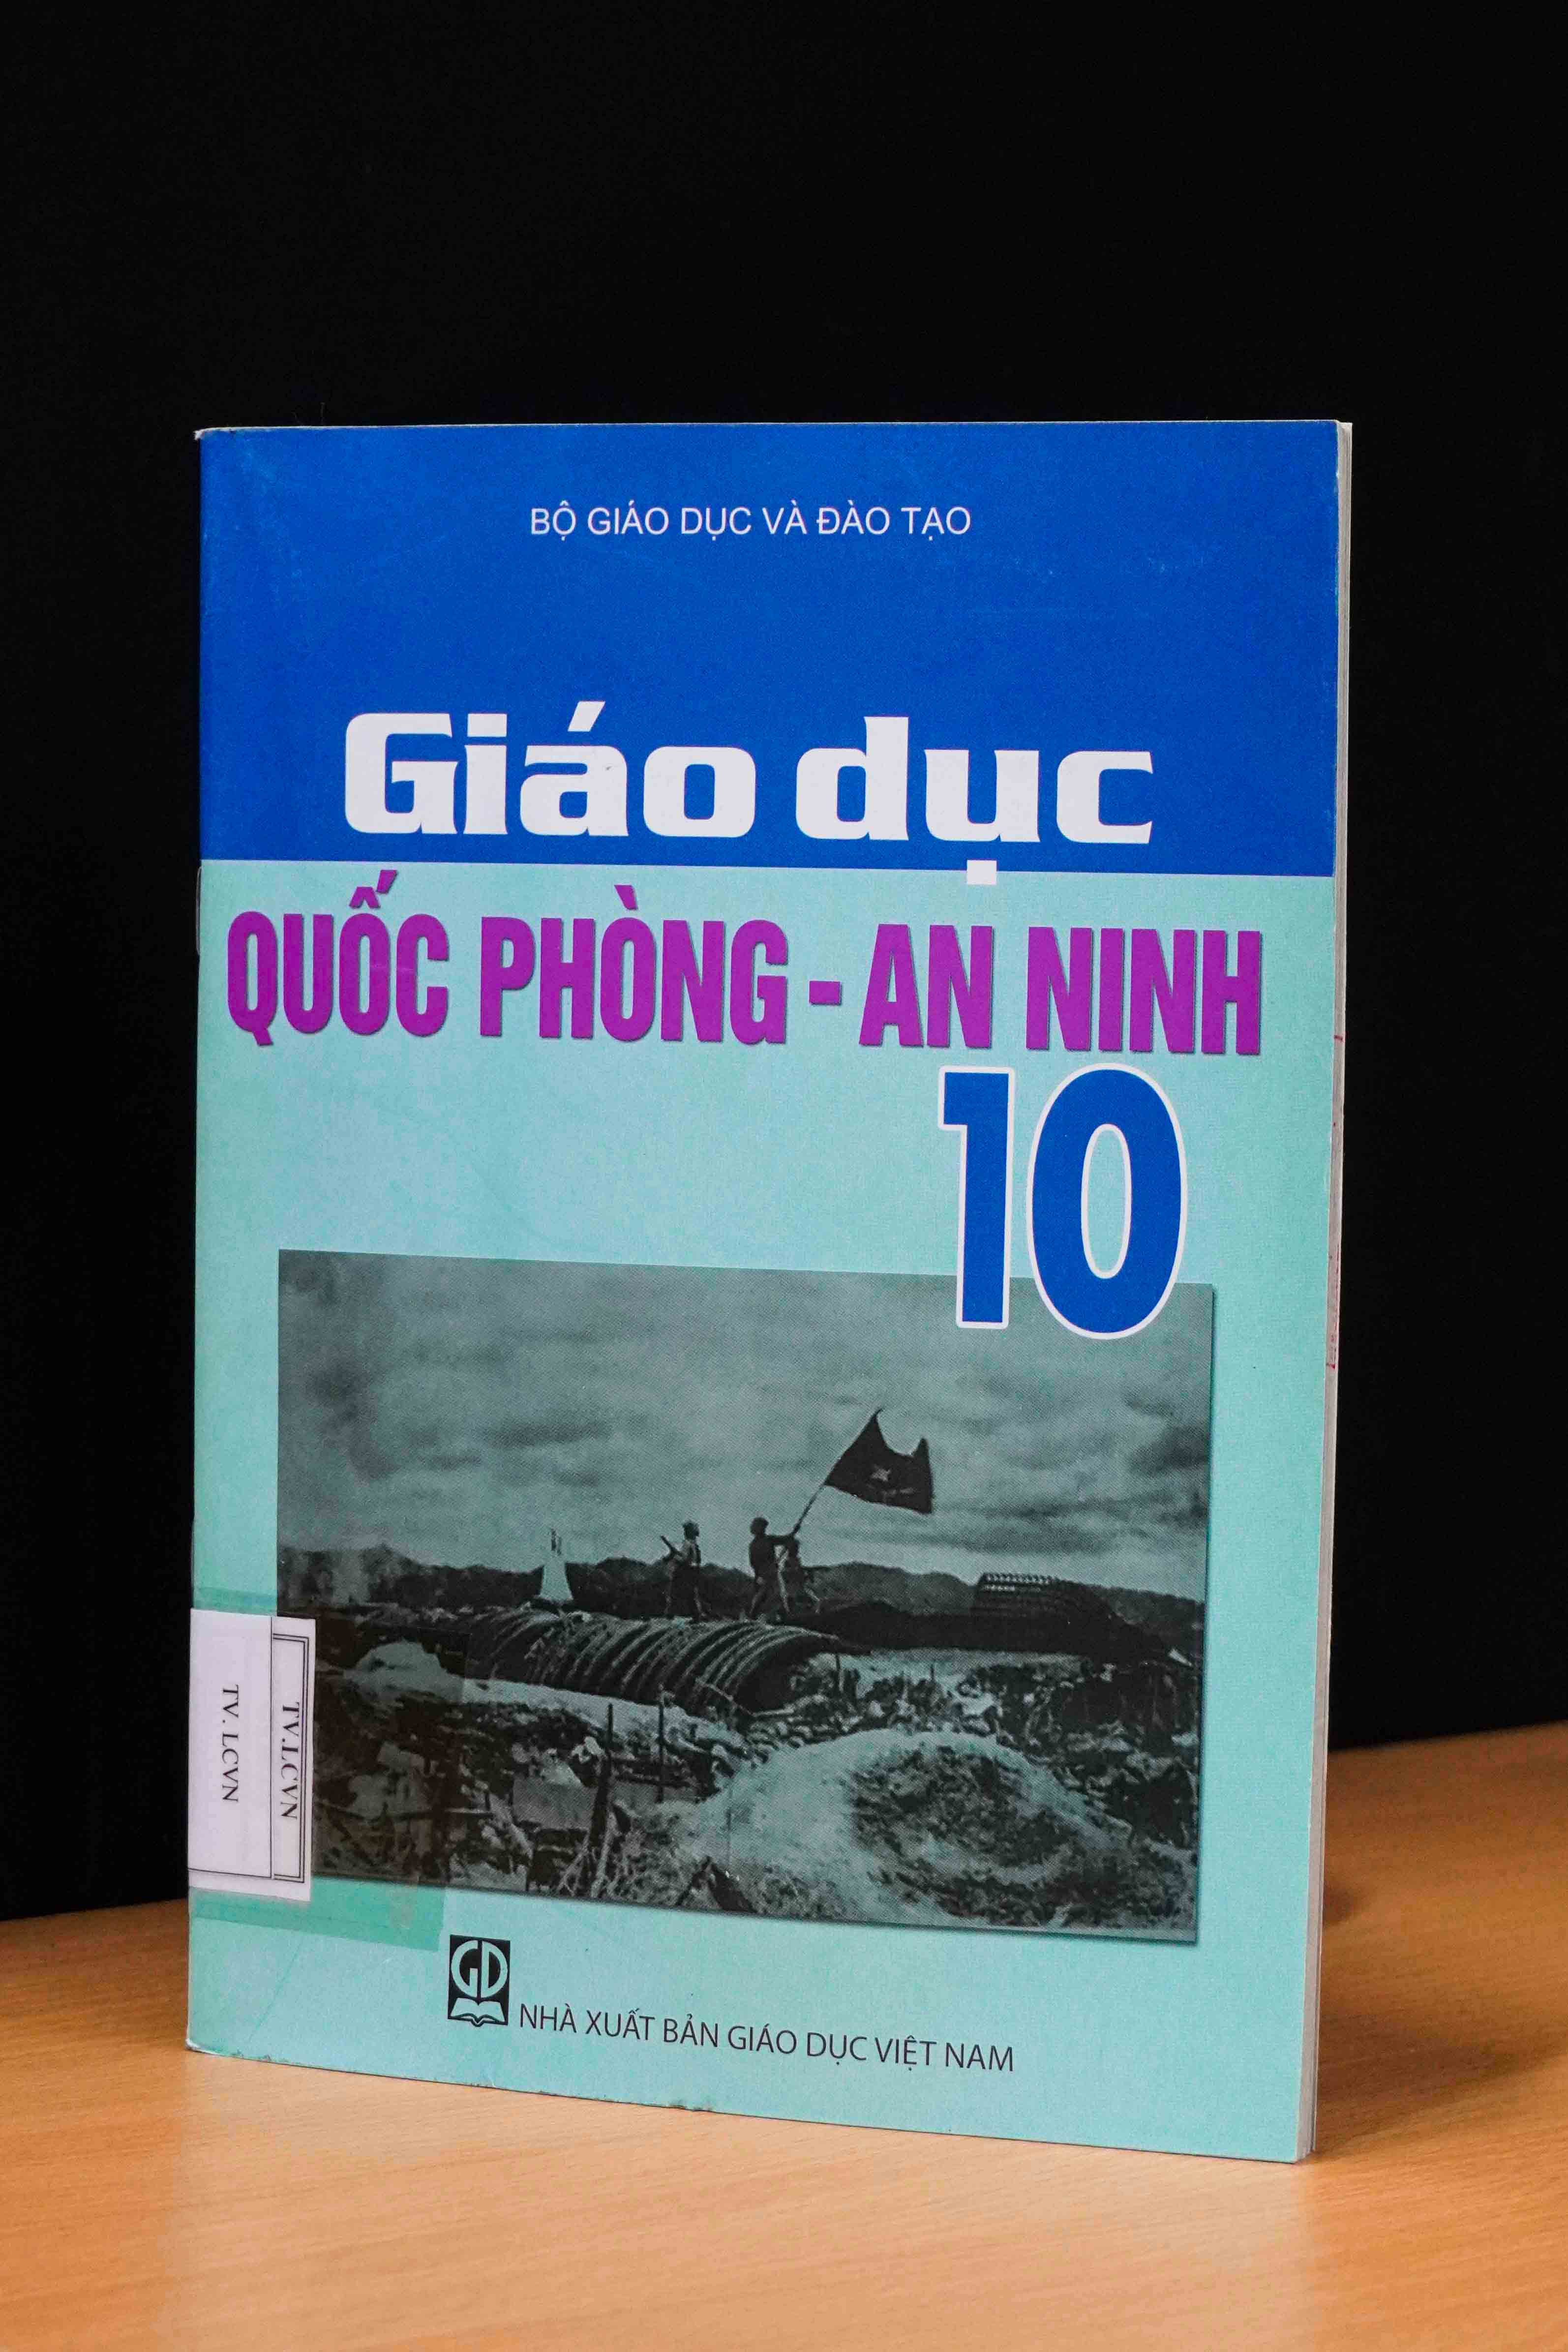 BỘ GIÁO DỤC VÀ ĐÀO TẠO
Giáo dục
QUỐC PHÒNG - AN NINH
10
TV. LCVN
TV.LCVN
GD
NHÀ XUẤT BẢN GIÁO DỤC VIỆT NAM